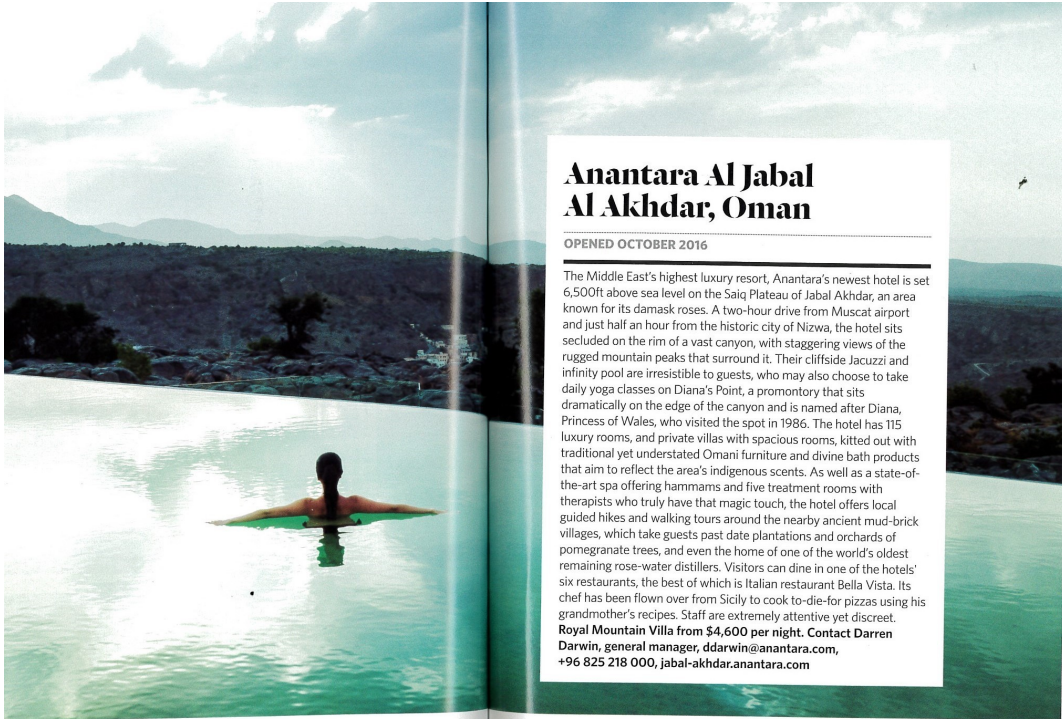 Anantara Al Jabal
Al Akhdar, Oman
OPENED OCTOBER 2016
The Middle East's highest luxury resort, Anantara's newest hotel is set
6,500ft above sea level on the Saiq Plateau of Jabal Akhdar, an area
known for its damask roses. A two-hour drive from Muscat airport
and just half an hour from the historic city of Nizwa, the hotel sits
secluded on the rim of a vast canyon, with staggering views of the
rugged mountain peaks that surround it. Their cliffside Jacuzzi and
infinity pool are irresistible to guests, who may also choose to take
daily yoga classes on Diana's Point, a promontory that sits
dramatically on the edge of the canyon and is named after Diana,
Princess of Wales, who visited the spot in 1986. The hotel has 115
luxury rooms, and private villas with spacious rooms, kitted out with
traditional yet understated Omani furniture and divine bath products
that aim to reflect the area's indigenous scents. As well as a state-of-
the-art spa offering hammams and five treatment rooms with
therapists who truly have that magic touch, the hotel offers local
guided hikes and walking tours around the nearby ancient mud-brick
villages, which take guests past date plantations and orchards of
pomegranate trees, and even the home of one of the world's oldest
remaining rose-water distillers. Visitors can dine in one of the hotels'
six restaurants, the best of which is Italian restaurant Bella Vista. Its
chef has been flown over from Sicily to cook to-die-for pizzas using his
grandmother's recipes. Staff are extremely attentive yet discreet.
Royal Mountain Villa from $4,600 per night. Contact Darren
Darwin, general manager, ddarwin@anantara.com,
+96 825 218 000, jabal-akhdar.anantara.com